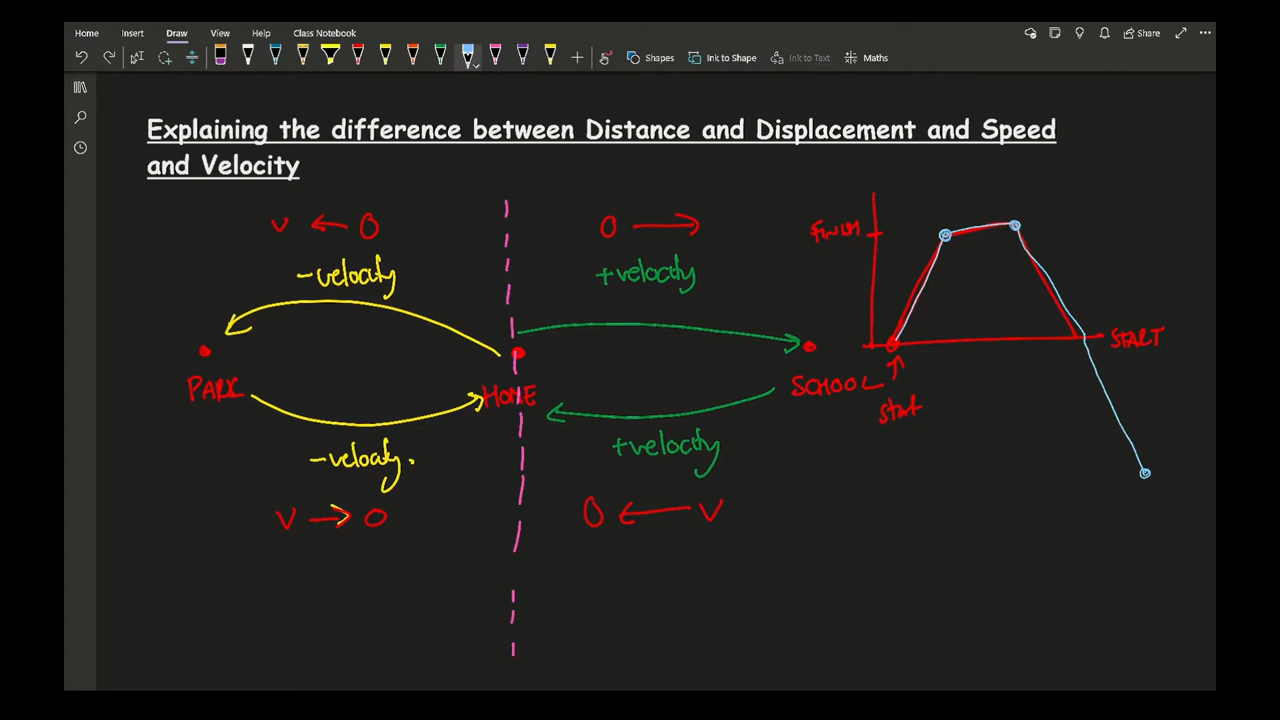 Home Insert Draw View Help Class Notebook
Share
Shapes Ink to Shape Ink to Text Maths
Explaining the difference between Distance and Displacement and Speed
and Velocity
V ← O O →
-velocity +velocity
FINISH
START
PARK HOME SCHOOL
start
-velocity. +velocity
V → O O ← V